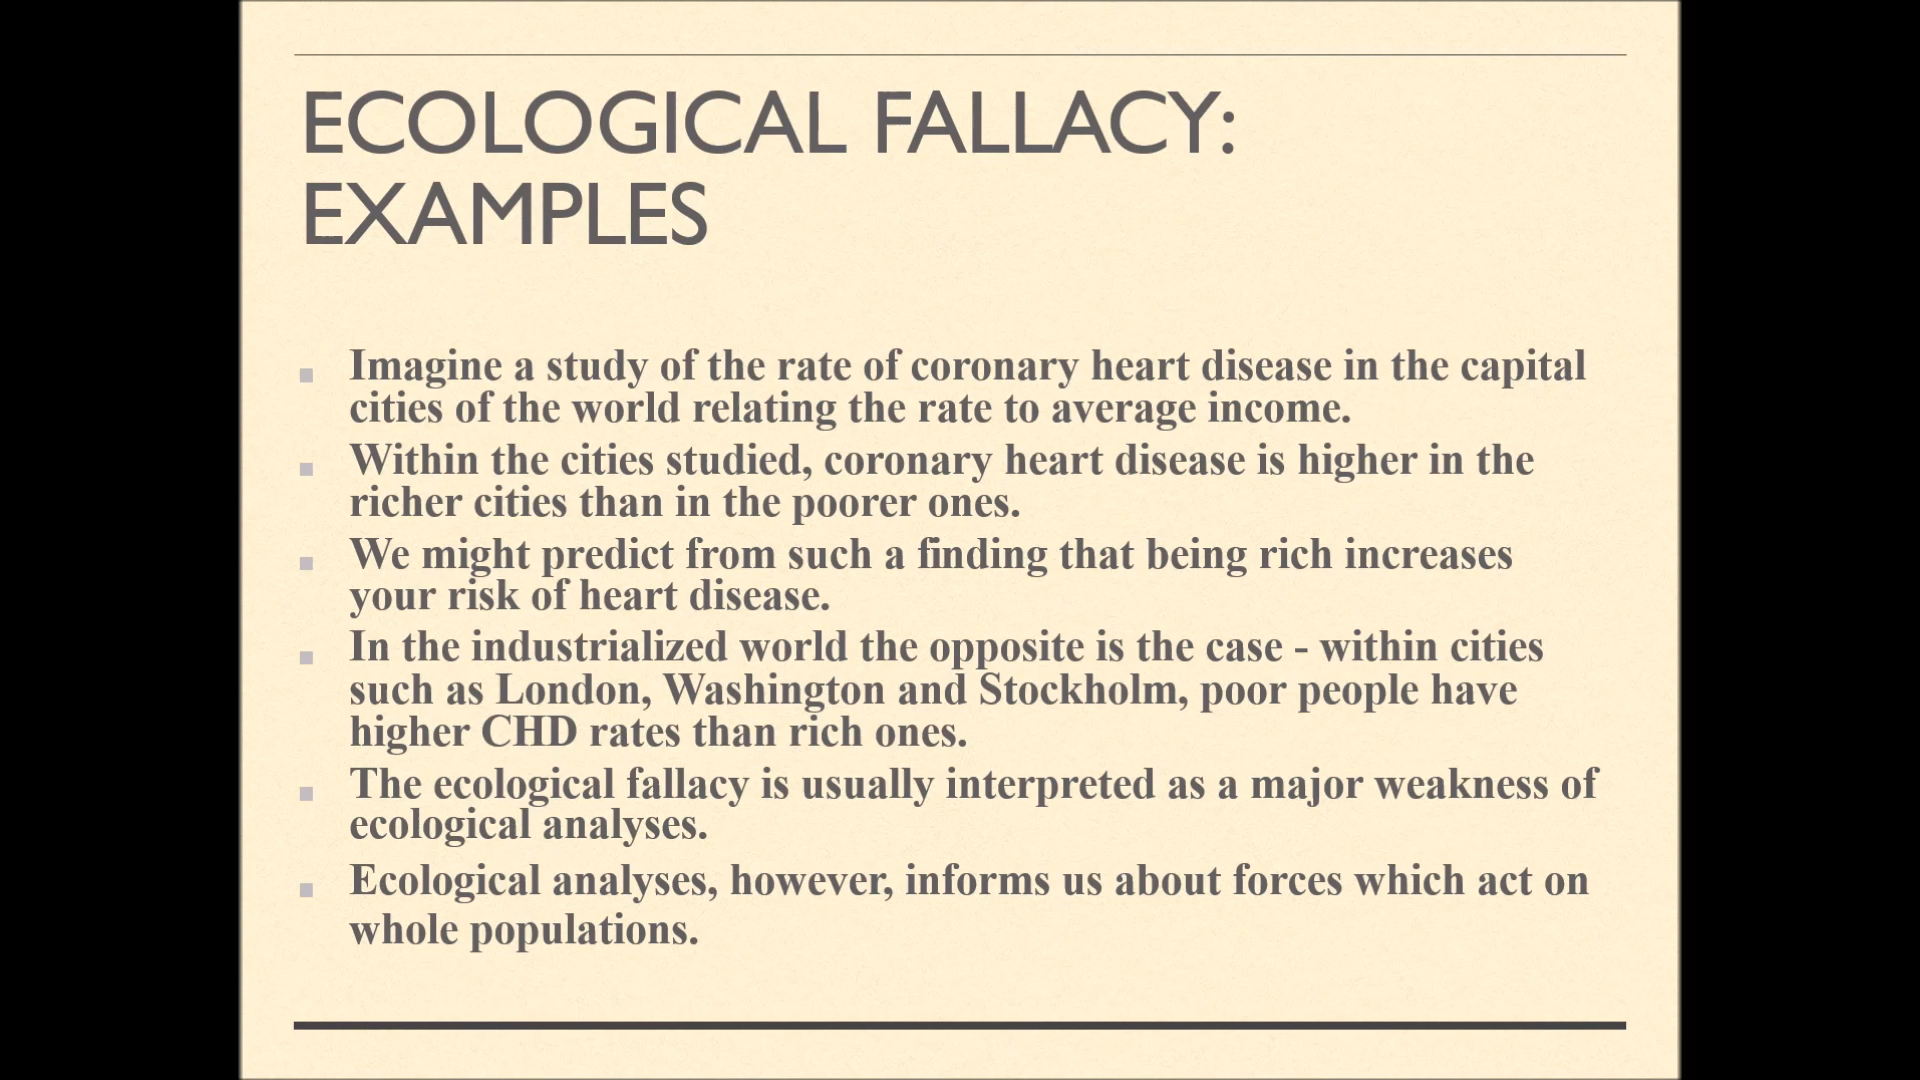 ECOLOGICAL FALLACY:
EXAMPLES
Imagine a study of the rate of coronary heart disease in the capital
cities of the world relating the rate to average income.
Within the cities studied, coronary heart disease is higher in the
richer cities than in the poorer ones.
We might predict from such a finding that being rich increases
your risk of heart disease.
In the industrialized world the opposite is the case - within cities
such as London, Washington and Stockholm, poor people have
higher CHD rates than rich ones.
The ecological fallacy is usually interpreted as a major weakness of
ecological analyses.
Ecological analyses, however, informs us about forces which act on
whole populations.